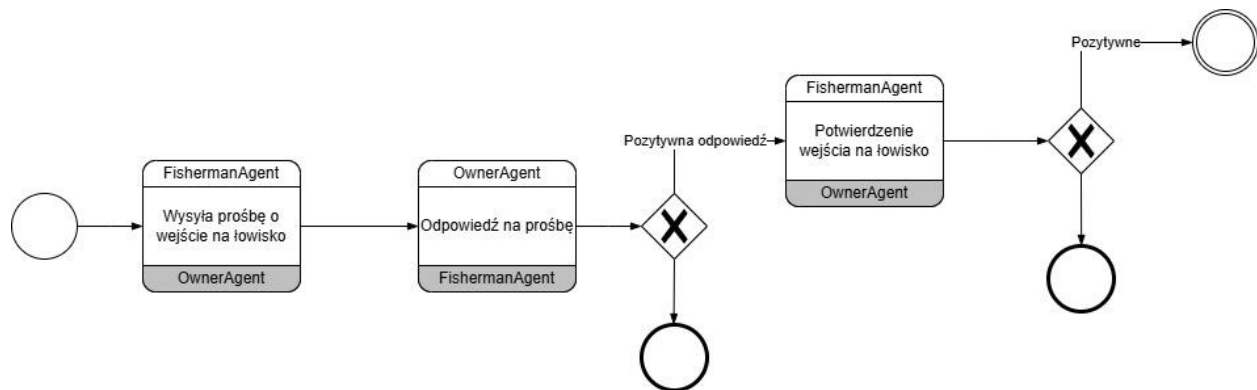 FishermanAgent
Wysyła prośbę o
wejście na łowisko
OwnerAgent
OwnerAgent
Odpowiedź na prośbę
FishermanAgent
Pozytywna odpowiedź
FishermanAgent
Potwierdzenie
wejścia na łowisko
OwnerAgent
Pozytywne